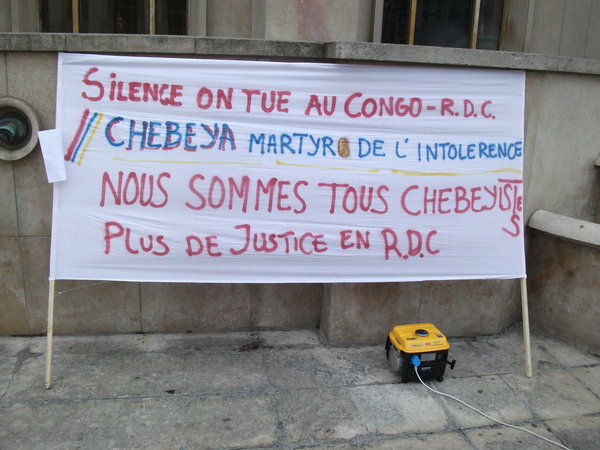 SILENCE ON TUE AU CONGO-R.D.C.
CHEBEYA MARTYR DE L'INTOLERENCE
NOUS SOMMES TOUS CHEBEYISTES
PLUS DE JUSTICE EN R.D.C